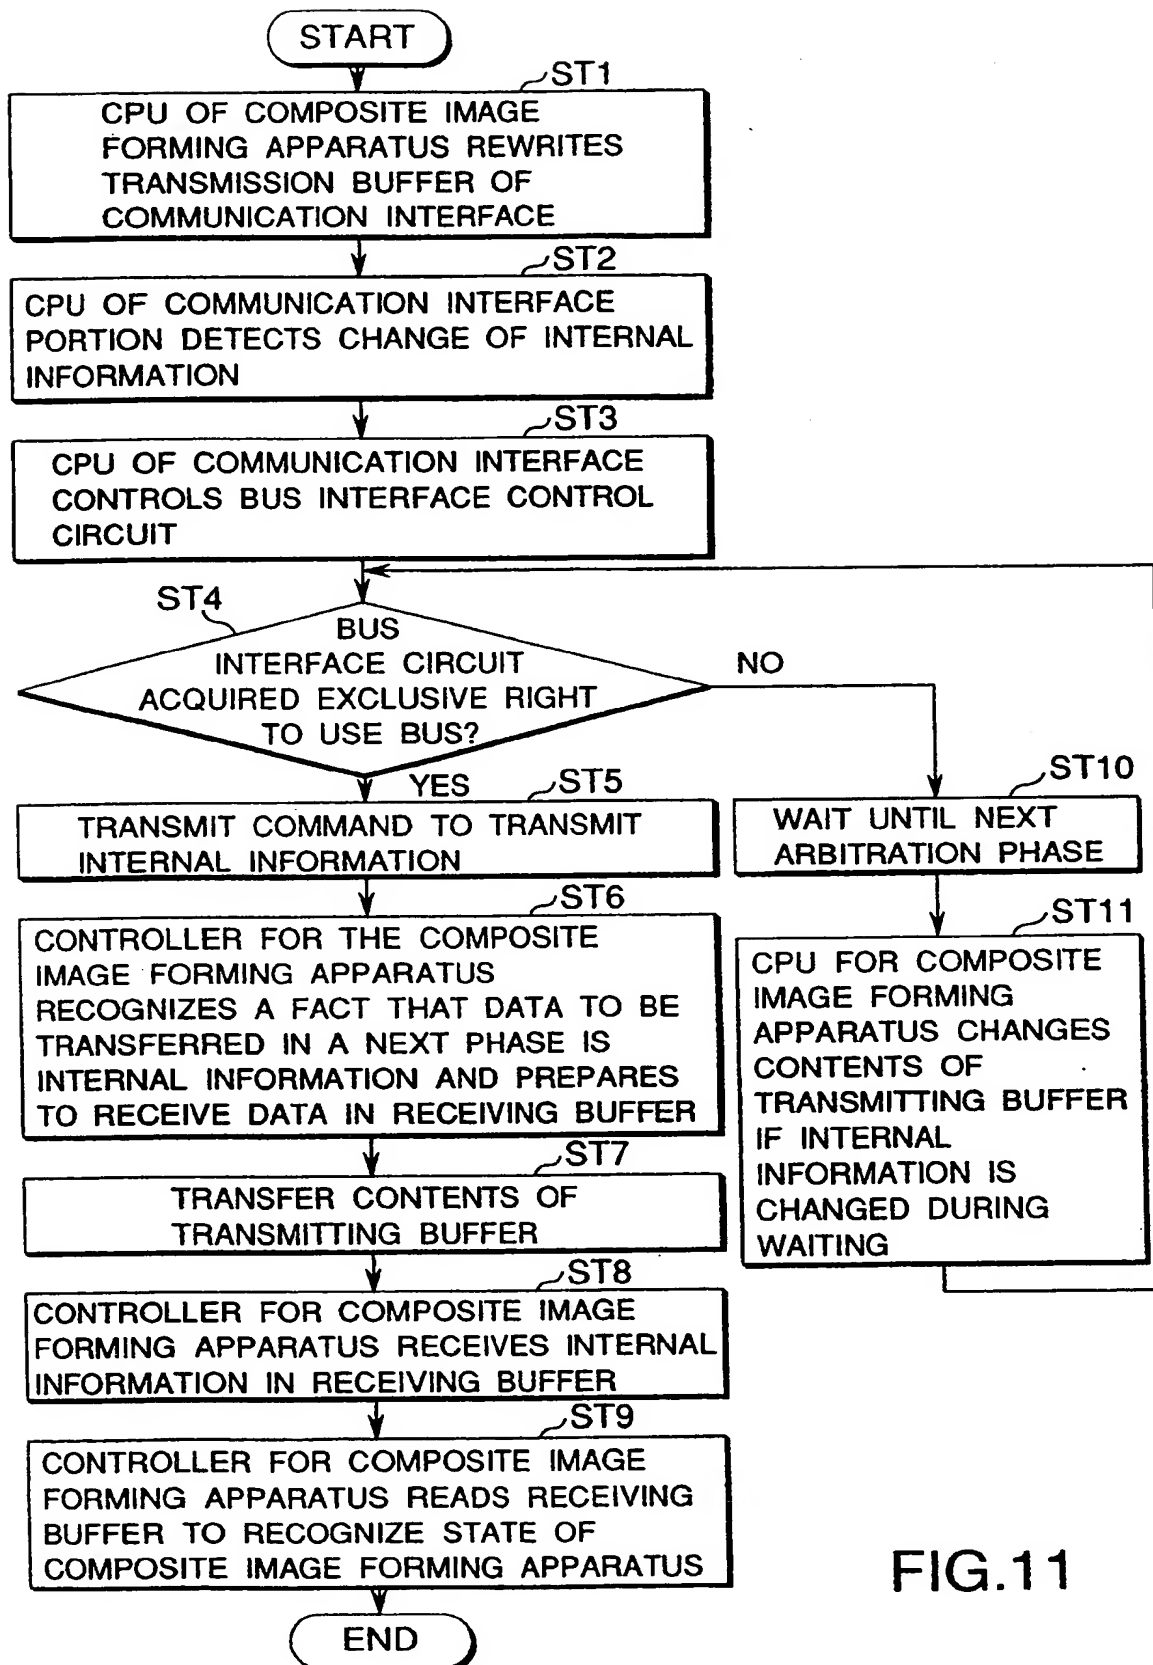 START
ST1
CPU OF COMPOSITE IMAGE
FORMING APPARATUS REWRITES
TRANSMISSION BUFFER OF
COMMUNICATION INTERFACE
ST2
CPU OF COMMUNICATION INTERFACE
PORTION DETECTS CHANGE OF INTERNAL
INFORMATION
ST3
CPU OF COMMUNICATION INTERFACE
CONTROLS BUS INTERFACE CONTROL
CIRCUIT
ST4
BUS
INTERFACE CIRCUIT
ACQUIRED EXCLUSIVE RIGHT
TO USE BUS?
NO
YES
ST5
TRANSMIT COMMAND TO TRANSMIT
INTERNAL INFORMATION
ST6
CONTROLLER FOR THE COMPOSITE
IMAGE FORMING APPARATUS
RECOGNIZES A FACT THAT DATA TO BE
TRANSFERRED IN A NEXT PHASE IS
INTERNAL INFORMATION AND PREPARES
TO RECEIVE DATA IN RECEIVING BUFFER
ST7
TRANSFER CONTENTS OF
TRANSMITTING BUFFER
ST8
CONTROLLER FOR COMPOSITE IMAGE
FORMING APPARATUS RECEIVES INTERNAL
INFORMATION IN RECEIVING BUFFER
ST9
CONTROLLER FOR COMPOSITE IMAGE
FORMING APPARATUS READS RECEIVING
BUFFER TO RECOGNIZE STATE OF
COMPOSITE IMAGE FORMING APPARATUS
END
ST10
WAIT UNTIL NEXT
ARBITRATION PHASE
ST11
CPU FOR COMPOSITE
IMAGE FORMING
APPARATUS CHANGES
CONTENTS OF
TRANSMITTING BUFFER
IF INTERNAL
INFORMATION IS
CHANGED DURING
WAITING
FIG.11